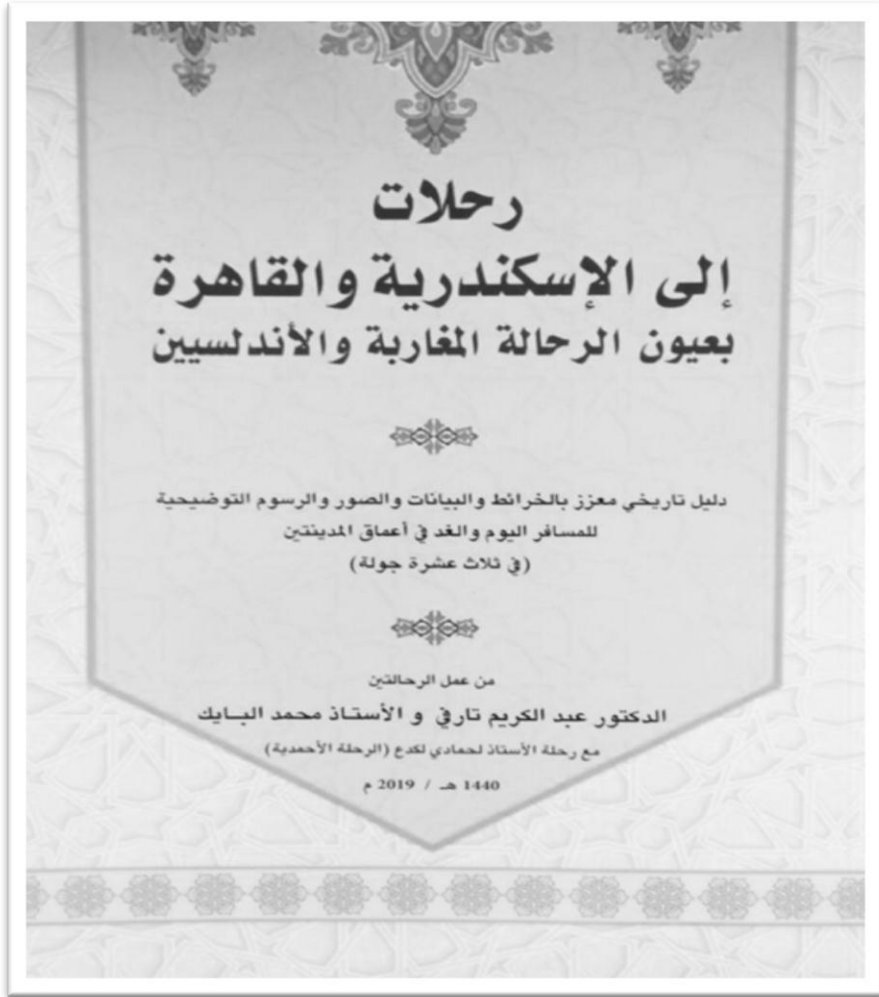 رحلات
إلى الإسكندرية والقاهرة
بعيون الرحالة المغاربة والأندلسيين
دليل تاريخي معزز بالخرائط والبيانات والصور والرسوم التوضيحية
للمسافر اليوم والغد في أعماق المدينتين
(في ثلاث عشرة جولة)
من عمل الرحالتين
الدكتور عبد الكريم تارفي و الأستاذ محمد البايك
مع رحلة الأستاذ لحمادي لكدع (الرحلة الأحمدية)
1440 هـ / 2019 م